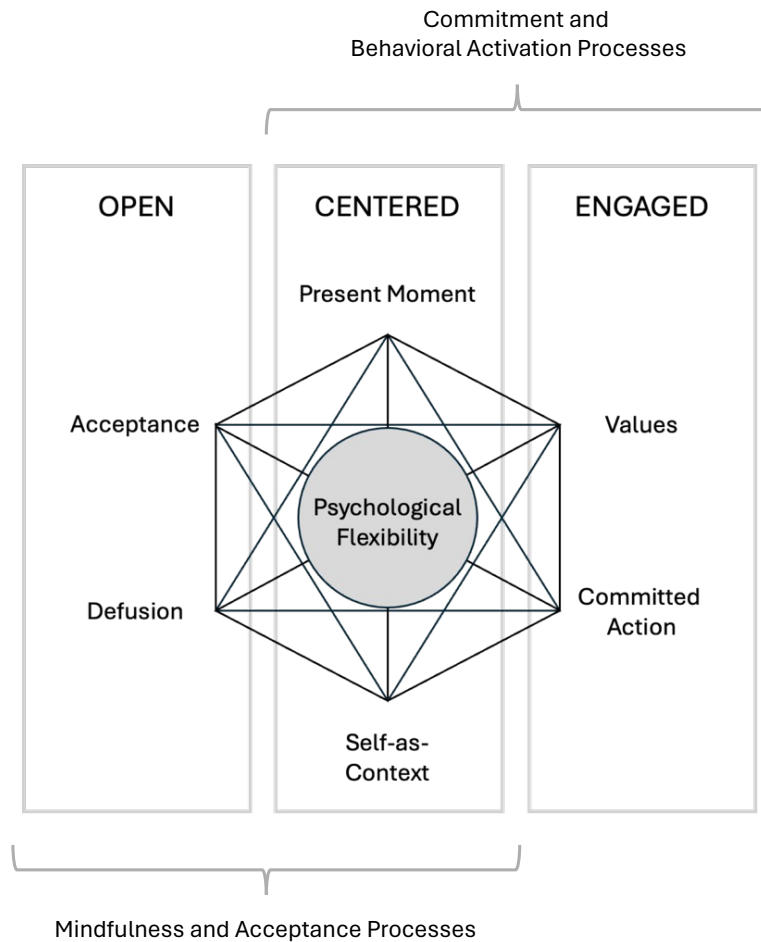 Commitment and
Behavioral Activation Processes
OPEN
CENTERED
ENGAGED
Present Moment
Acceptance
Values
Psychological
Flexibility
Defusion
Committed
Action
Self-as-
Context
Mindfulness and Acceptance Processes